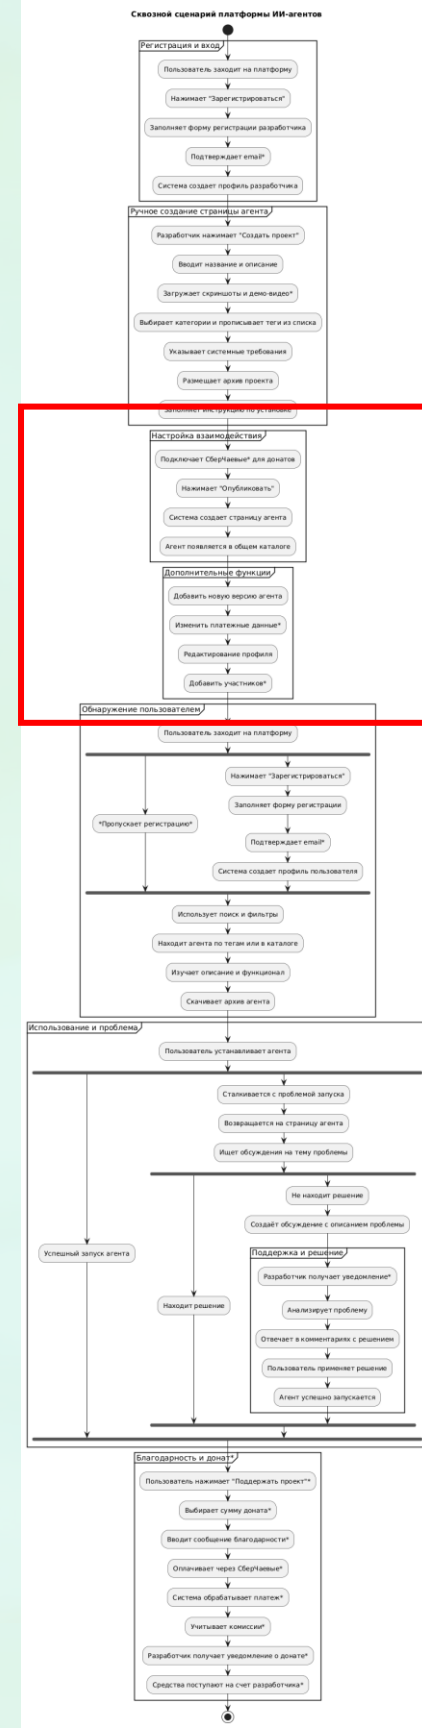 Сквозной сценарий платформы ИИ-агентов
Регистрация и вход
Пользователь заходит на платформу
Нажимает "Зарегистрироваться"
Заполняет форму регистрации разработчика
Подтверждает email*
Система создает профиль разработчика
Ручное создание страницы агента
Разработчик нажимает "Создать проект"
Вводит название и описание
Загружает скриншоты и демо-видео*
Выбирает категории и прописывает теги из списка
Указывает системные требования
Размещает архив проекта
Заполняет инструкцию по установке
Настройка взаимодействия
Подключает СберЧаевые* для донатов
Нажимает "Опубликовать"
Система создает страницу агента
Агент появляется в общем каталоге
Дополнительные функции
Добавить новую версию агента
Изменить платежные данные*
Редактирование профиля
Добавить участников*
Обнаружение пользователем
Пользователь заходит на платформу
Нажимает "Зарегистрироваться"
Заполняет форму регистрации
*Пропускает регистрацию*
Подтверждает email*
Система создает профиль пользователя
Использует поиск и фильтры
Находит агента по тегам или в каталоге
Изучает описание и функционал
Скачивает архив агента
Использование и проблема
Пользователь устанавливает агента
Сталкивается с проблемой запуска
Возвращается на страницу агента
Ищет обсуждения на тему проблемы
Не находит решение
Создаёт обсуждение с описанием проблемы
Успешный запуск агента
Поддержка и решение
Разработчик получает уведомление*
Находит решение
Анализирует проблему
Отвечает в комментариях с решением
Пользователь применяет решение
Агент успешно запускается
Благодарность и донат*
Пользователь нажимает "Поддержать проект"*
Выбирает сумму доната*
Вводит сообщение благодарности*
Оплачивает через СберЧаевые*
Система обрабатывает платеж*
Учитывает комиссии*
Разработчик получает уведомление о донате*
Средства поступают на счет разработчика*